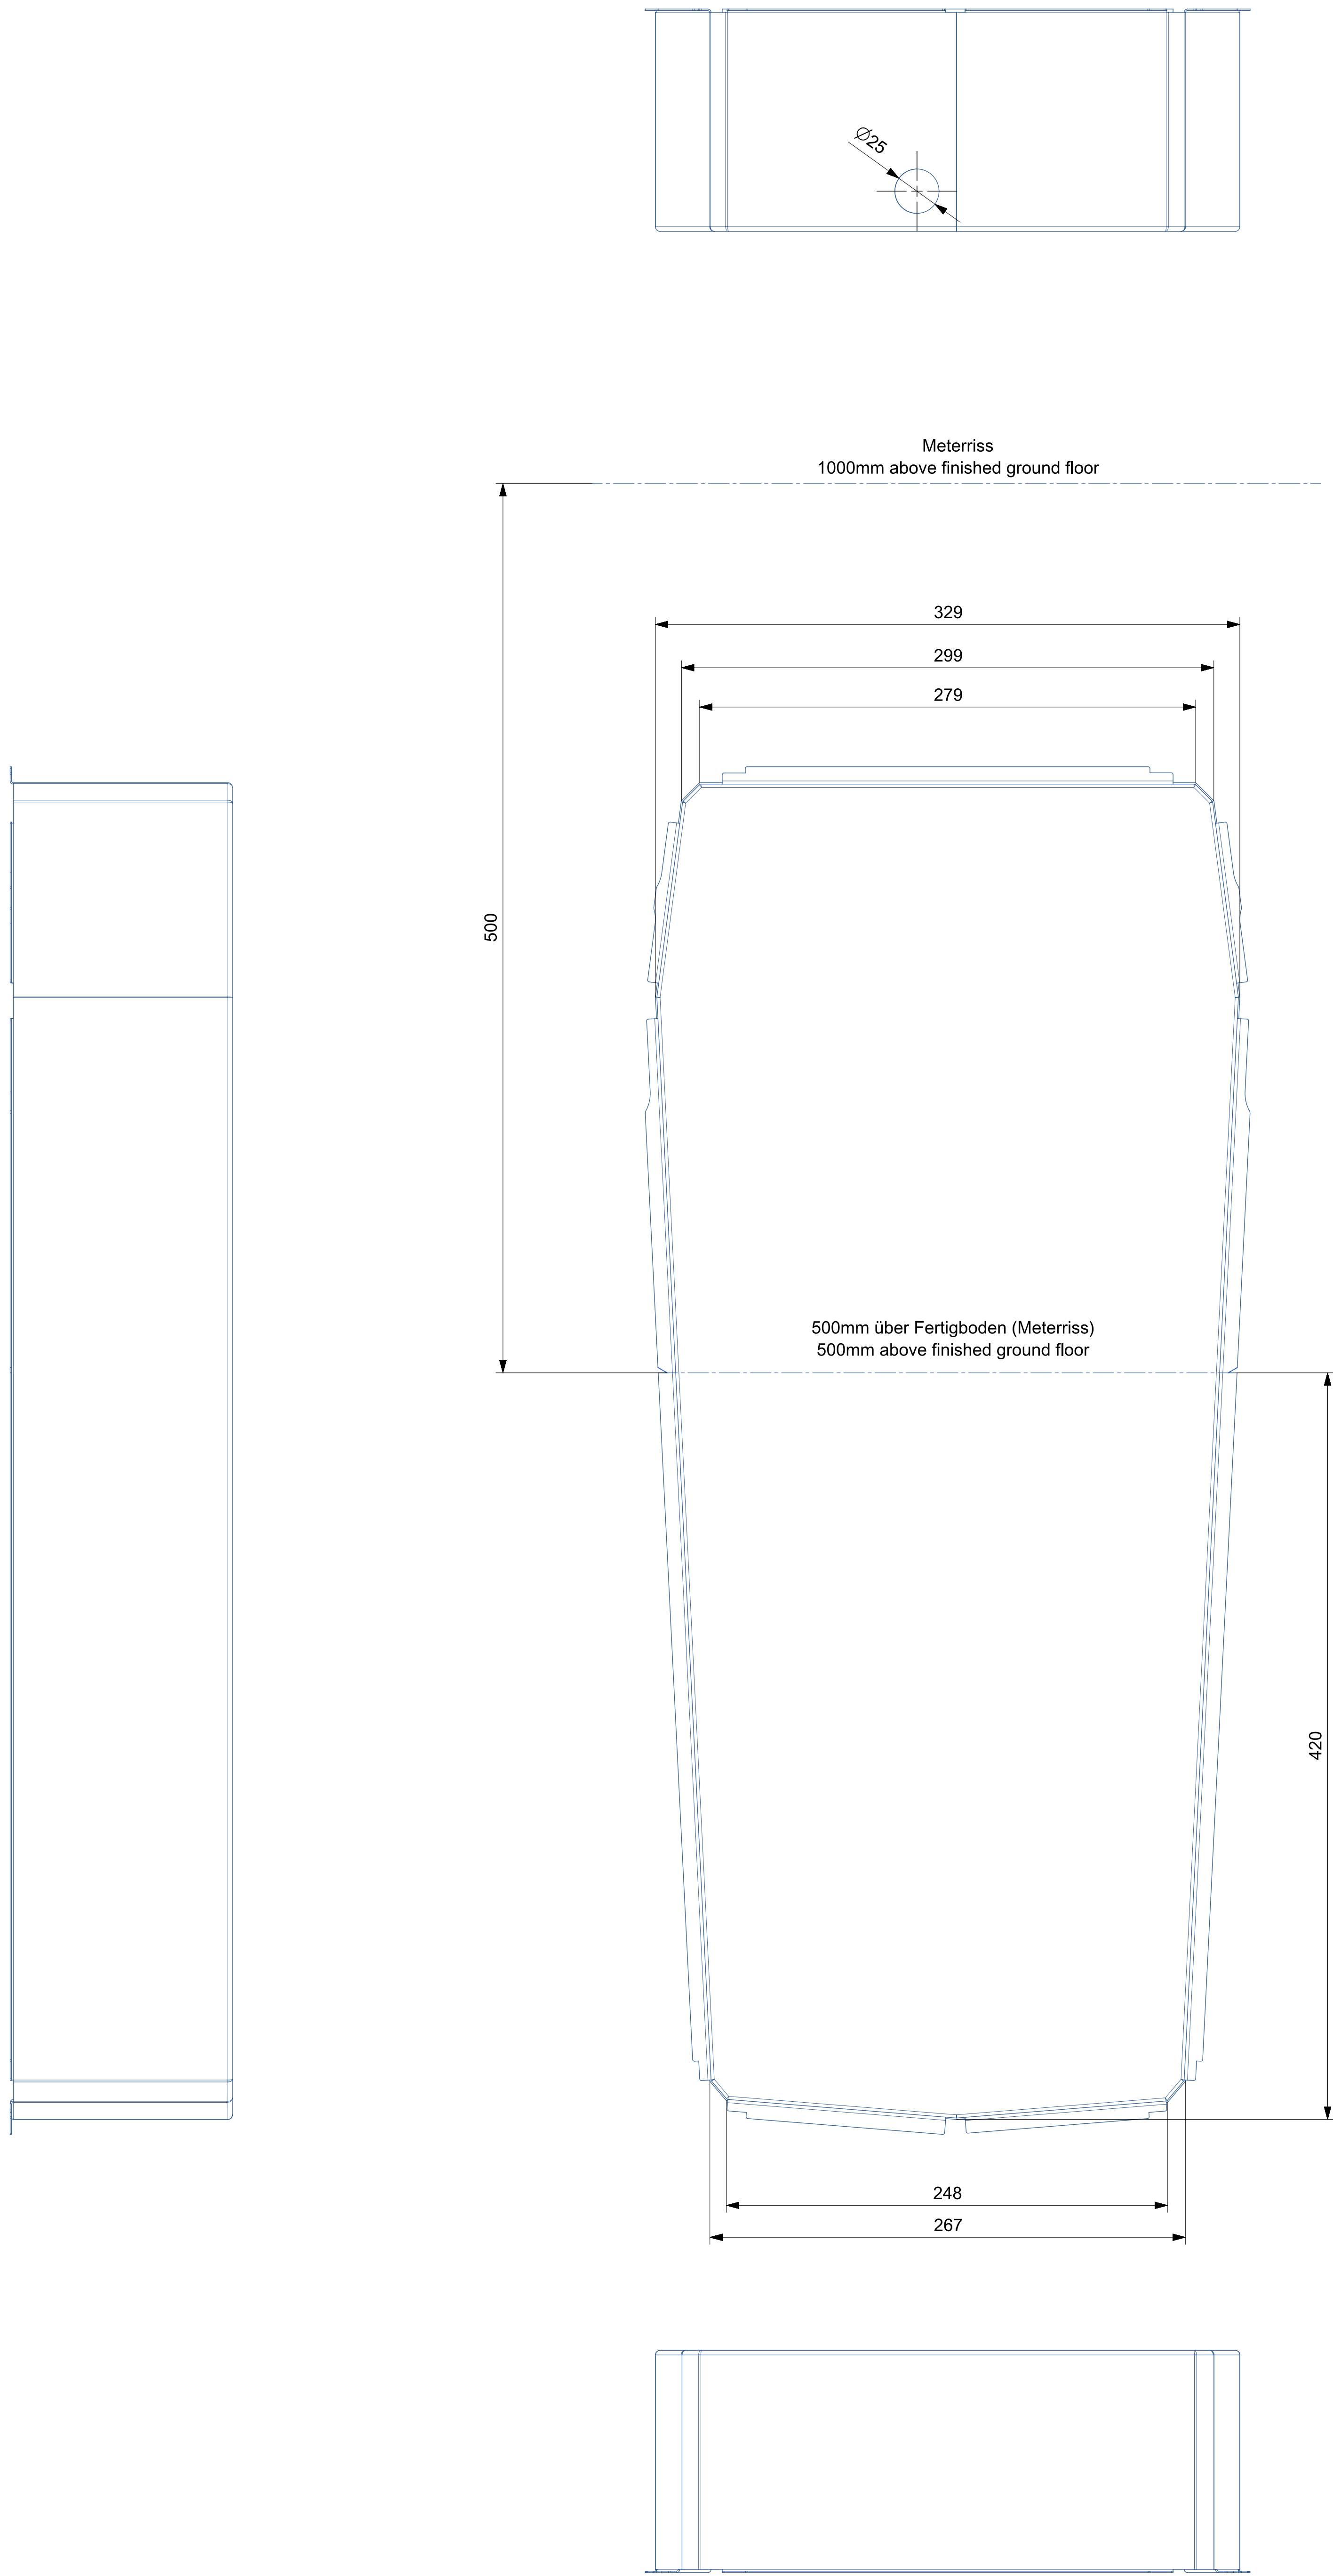 Ø25
Meterriss
1000mm above finished ground floor
329
299
279
500
500mm über Fertigboden (Meterriss)
500mm above finished ground floor
420
248
267